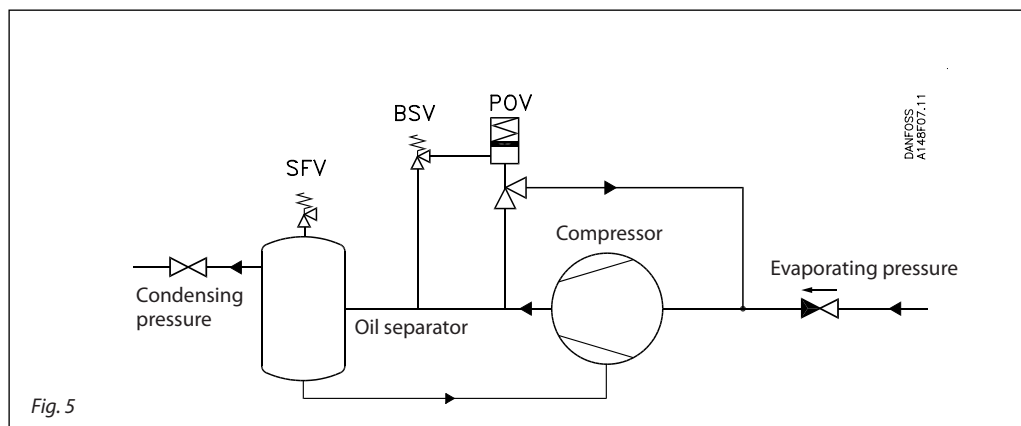 POV
BSV
SFV
DANFOSS
A148F07.11
Compressor
Evaporating pressure
Condensing
pressure
Oil separator
Fig. 5